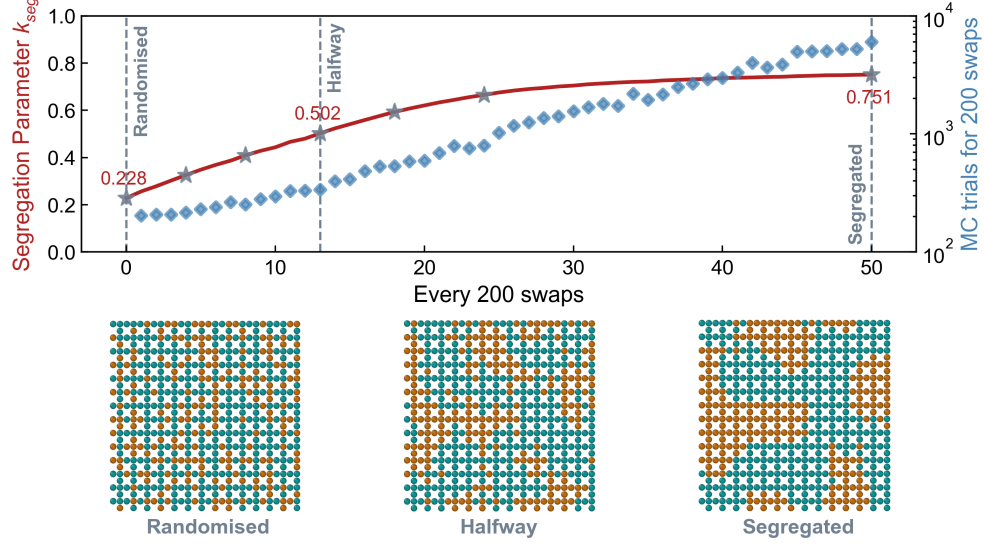 Segregation Parameter k_seg
1.0
0.8
0.6
0.4
0.2
0.0
0.228
0.502
0.751
Randomised
Halfway
Segregated
10^4
10^3
10^2
MC trials for 200 swaps
0 10 20 30 40 50
Every 200 swaps
Randomised Halfway Segregated